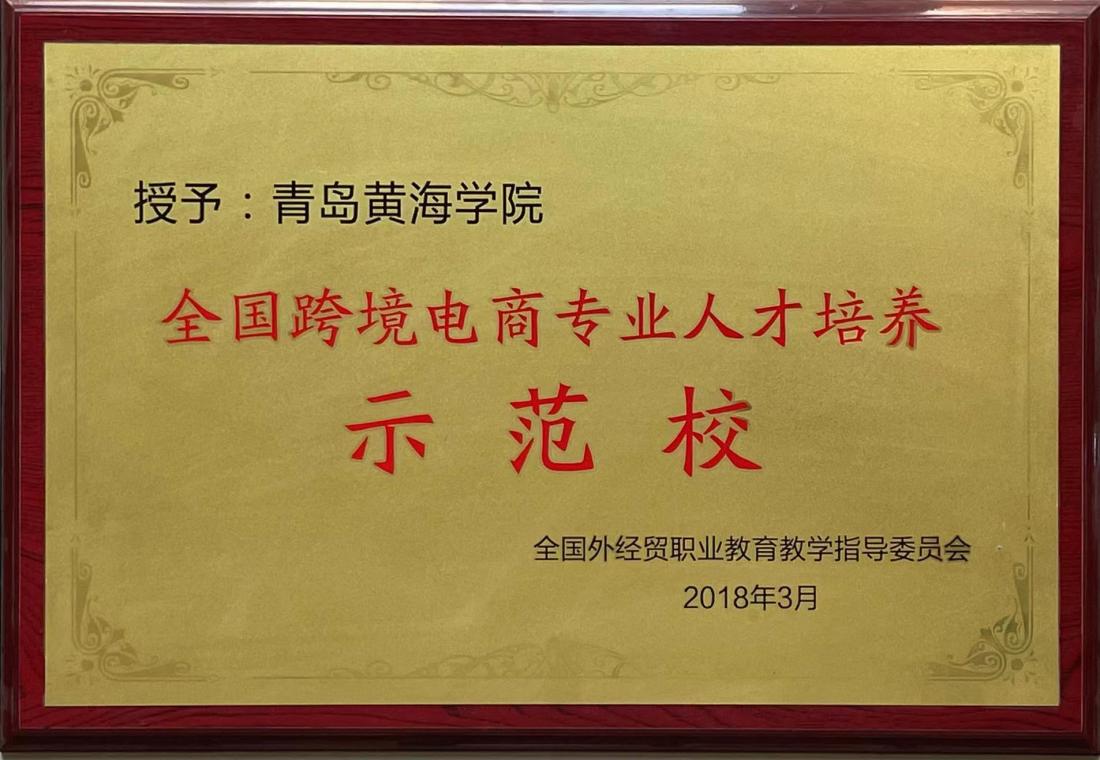 授予：青岛黄海学院
全国跨境电商专业人才培养
示范校
全国外经贸职业教育教学指导委员会
2018年3月